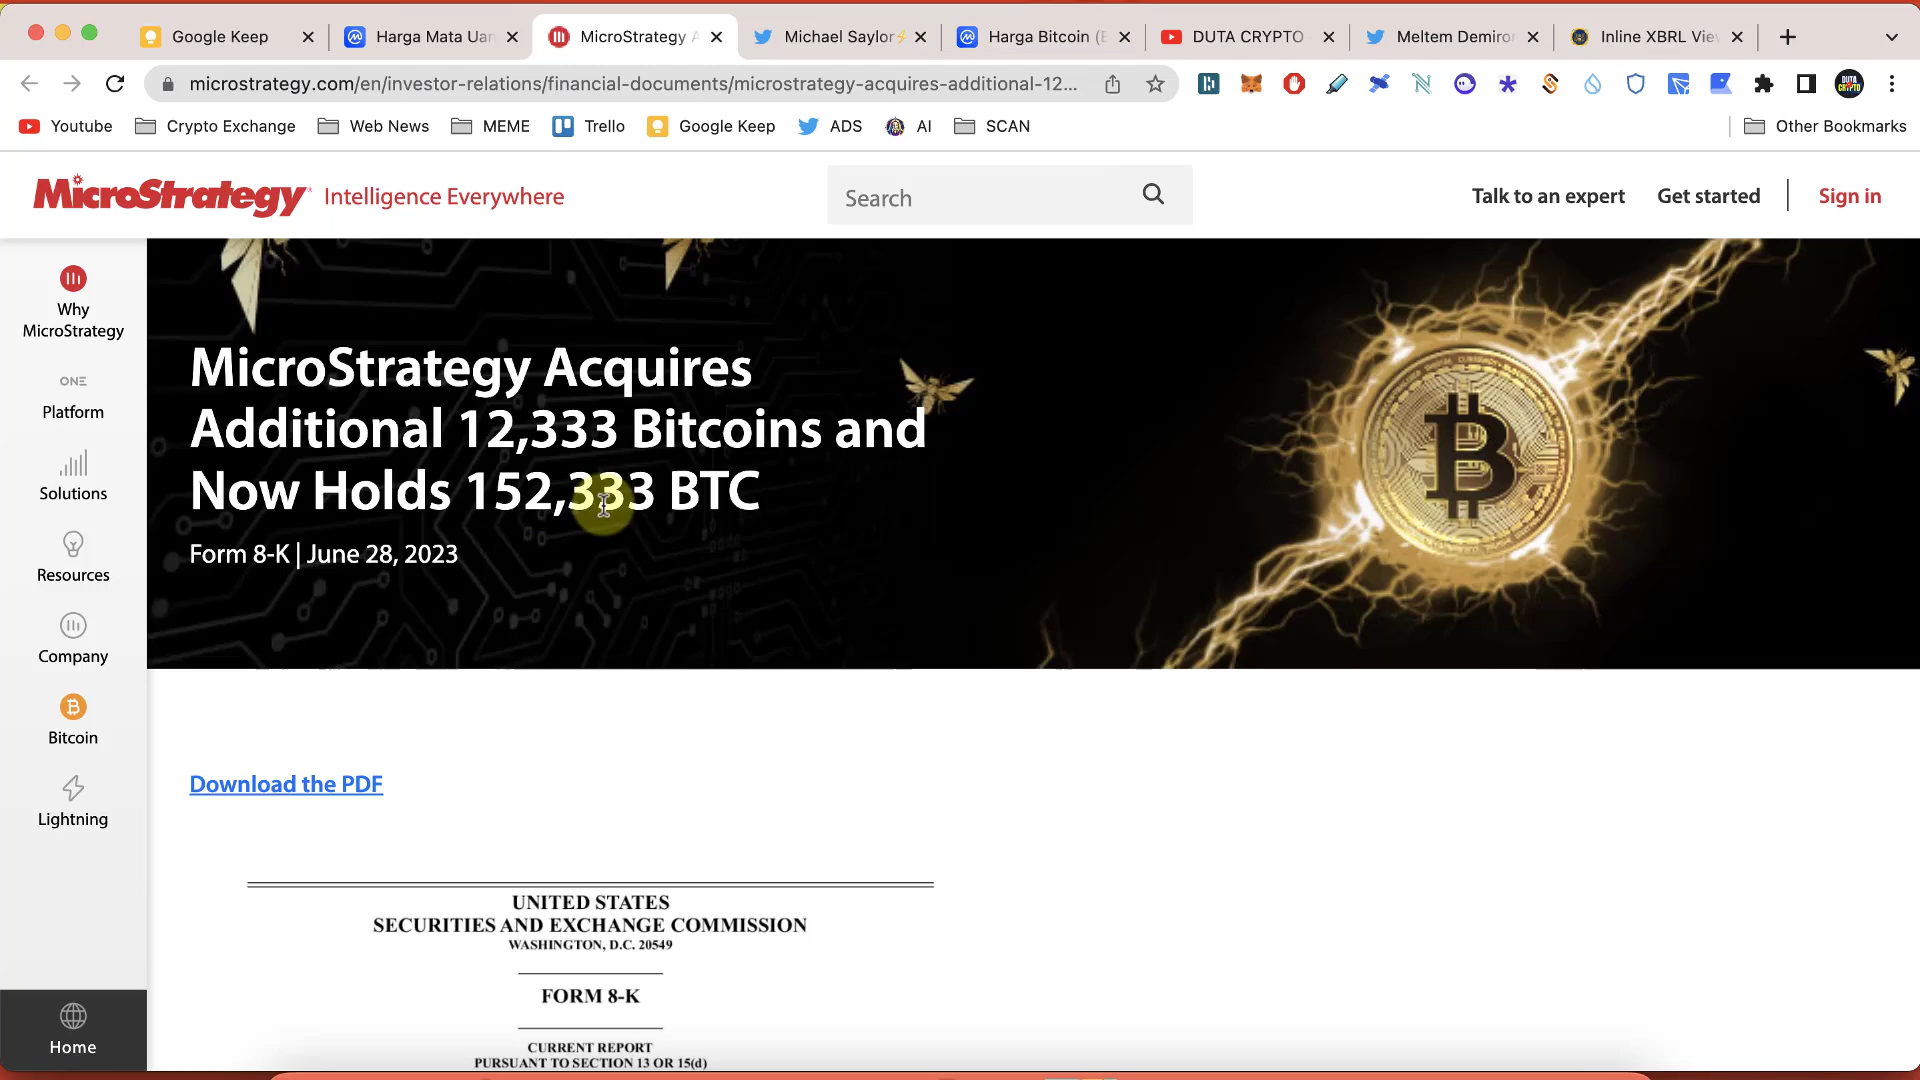 Google Keep
Harga Mata Uan
MicroStrategy A
Michael Saylor⚡
Harga Bitcoin (B
DUTA CRYPTO
Meltem Demiror
Inline XBRL Vie
microstrategy.com/en/investor-relations/financial-documents/microstrategy-acquires-additional-12...
DUTA CRYPTO
Youtube
Crypto Exchange
Web News
MEME
Trello
Google Keep
ADS
AI
SCAN
Other Bookmarks
MicroStrategy
Intelligence Everywhere
Search
Talk to an expert
Get started
Sign in
Why
MicroStrategy
ONE
Platform
Solutions
Resources
Company
Bitcoin
Lightning
Home
MicroStrategy Acquires
Additional 12,333 Bitcoins and
Now Holds 152,333 BTC
Form 8-K | June 28, 2023
Download the PDF
UNITED STATES
SECURITIES AND EXCHANGE COMMISSION
WASHINGTON, D.C. 20549
FORM 8-K
CURRENT REPORT
PURSUANT TO SECTION 13 OR 15(d)